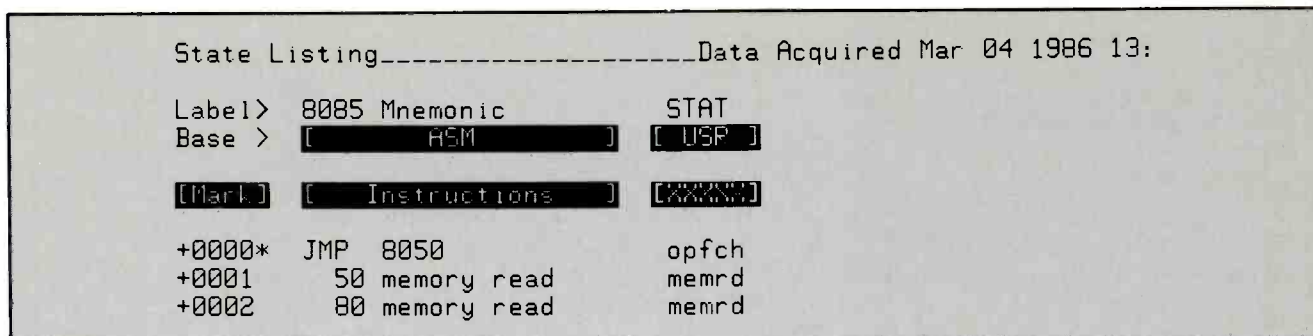 State Listing____________________Data Acquired Mar 04 1986 13:
Label> 8085 Mnemonic STAT
Base > [ ASM ] [ USR ]
[Mark] [ Instructions ] [XXXXX]
+0000* JMP 8050 opfch
+0001 50 memory read memrd
+0002 80 memory read memrd